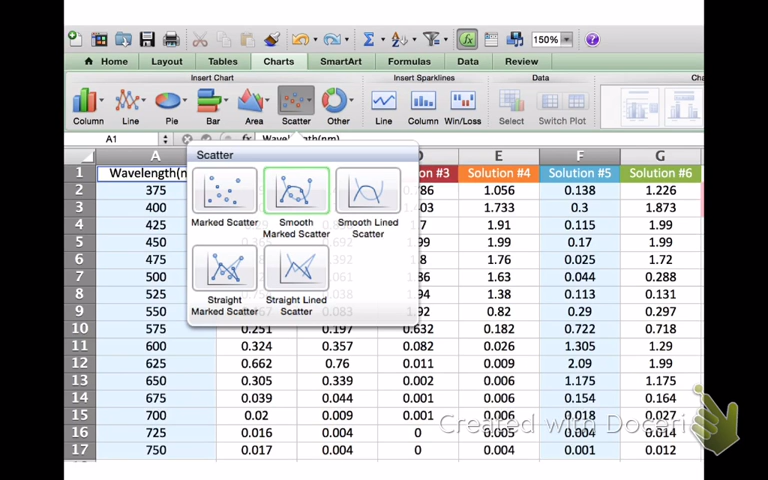 150%
Home Layout Tables Charts SmartArt Formulas Data Review
Insert Chart Insert Sparklines Data
Column Line Pie Bar Area Scatter Other Line Column Win/Loss Select Switch Plot
A1 fx Wavelength(nm)
Scatter
Marked Scatter
Smooth Marked Scatter
Smooth Lined Scatter
Straight Marked Scatter
Straight Lined Scatter
A E F G
1 #3 Solution #4 Solution #5 Solution #6
2 375 1.056 0.138 1.226
3 400 1.733 0.3 1.873
4 425 1.91 0.115 1.99
5 450 0.692 1.99 0.17 1.99
6 475 1.76 0.025 1.72
7 500 1.63 0.044 0.288
8 525 1.38 0.113 0.131
9 550 0.82 0.29 0.297
10 575 0.251 0.197 0.632 0.182 0.722 0.718
11 600 0.324 0.357 0.082 0.026 1.305 1.29
12 625 0.662 0.76 0.011 0.009 2.09 1.99
13 650 0.305 0.339 0.002 0.006 1.175 1.175
14 675 0.039 0.044 0.001 0.006 0.154 0.164
15 700 0.02 0.009 0.001 0.006 0.018 0.027
16 725 0.016 0.004 0 0.005 0.004 0.014
17 750 0.017 0.004 0 0.004 0.001 0.012
Created with Doceri